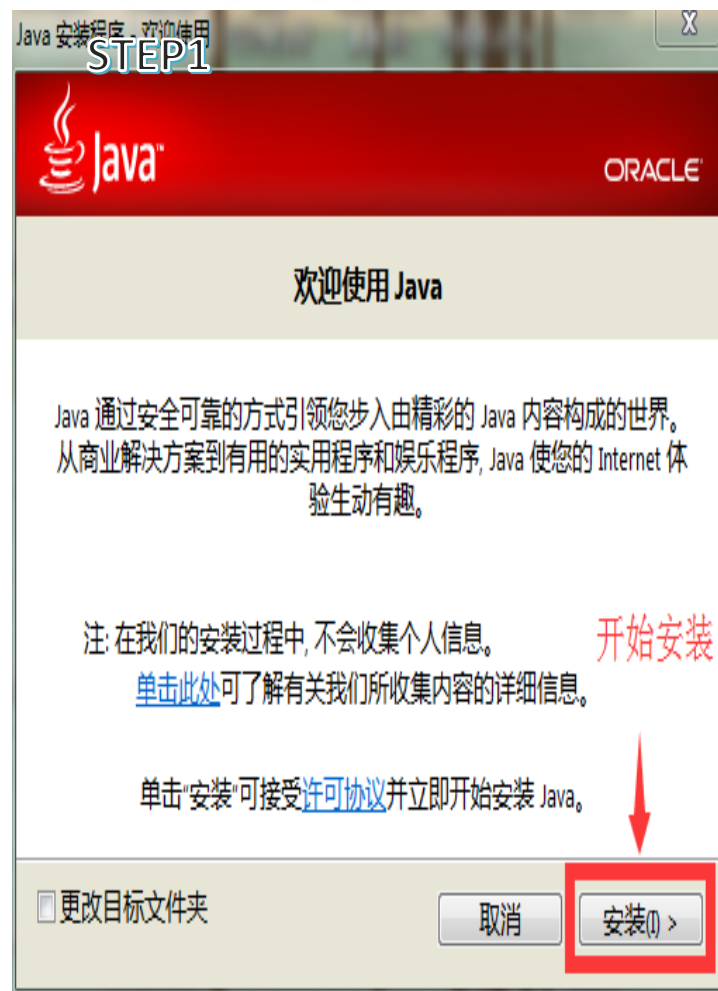 Java 安装程序 - 欢迎使用
STEP1
X
Java™
ORACLE
欢迎使用 Java
Java 通过安全可靠的方式引领您步入由精彩的 Java 内容构成的世界。
从商业解决方案到有用的实用程序和娱乐程序, Java 使您的 Internet 体
验生动有趣。
注: 在我们的安装过程中, 不会收集个人信息。
开始安装
单击此处可了解有关我们所收集内容的详细信息。
单击“安装”可接受许可协议并立即开始安装 Java。
更改目标文件夹
取消
安装(I) >